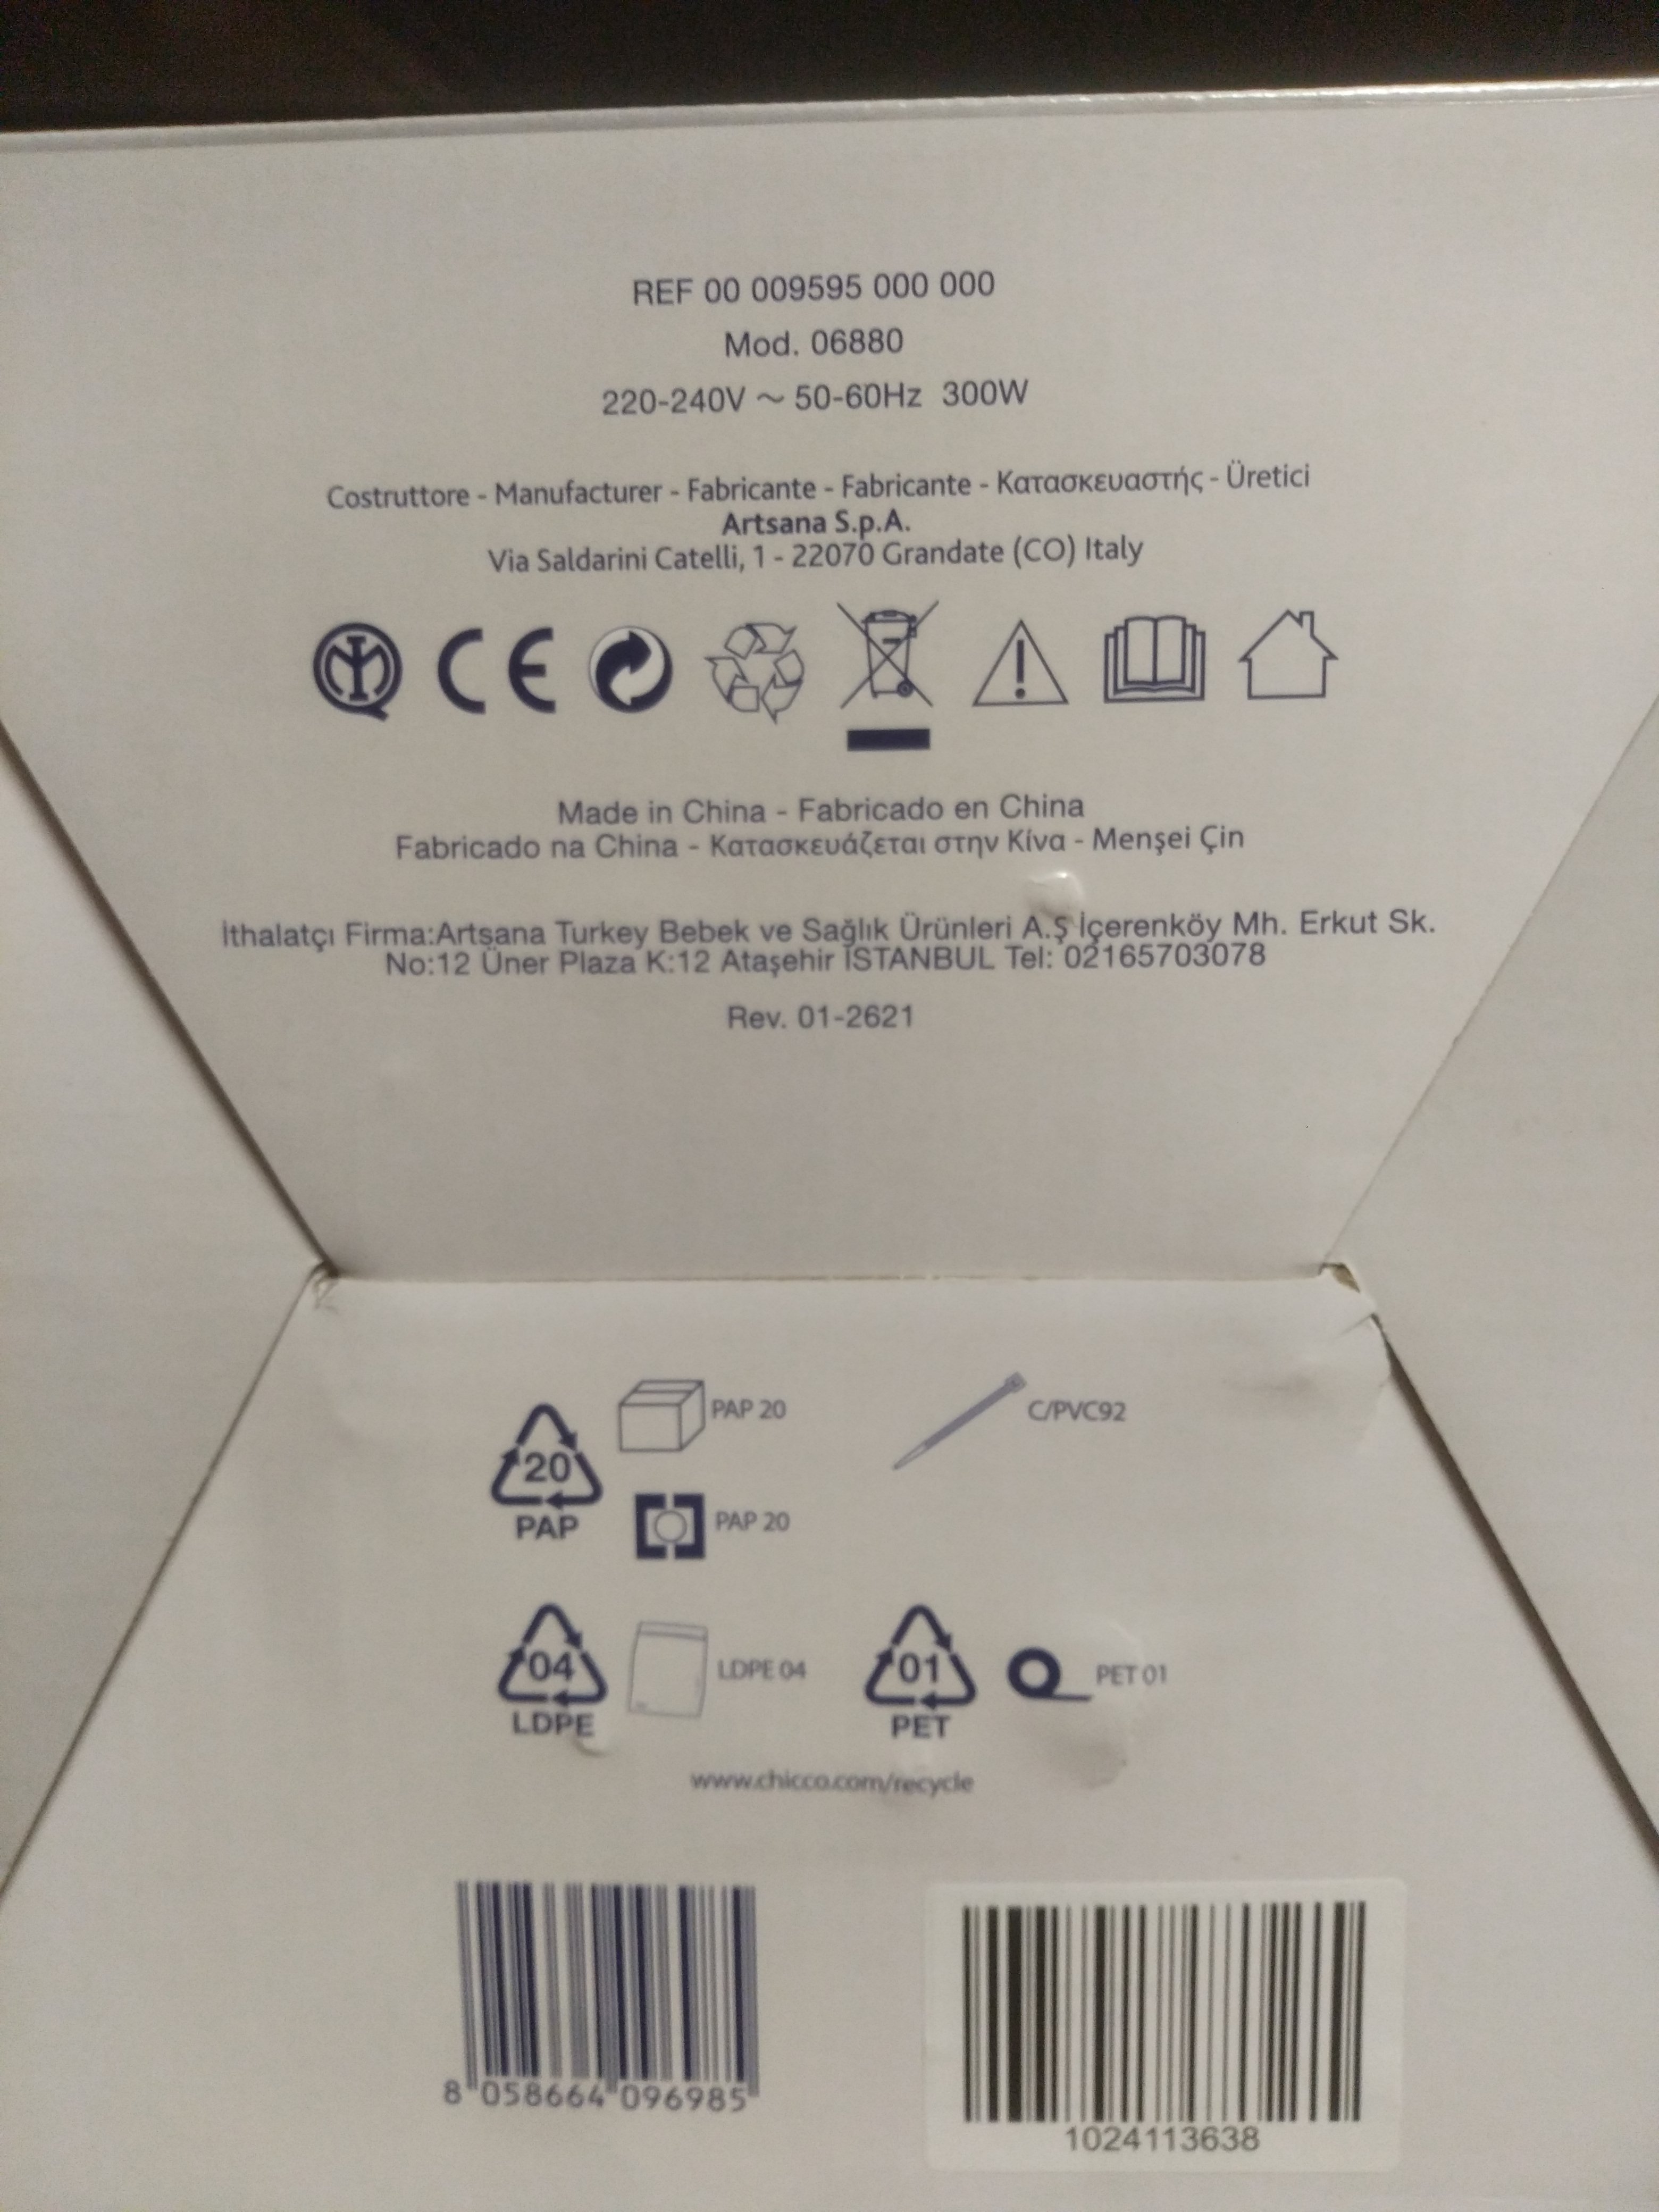 REF 00 009595 000 000
Mod. 06880
220-240V ~ 50-60Hz 300W
Costruttore - Manufacturer - Fabricante - Fabricante - Κατασκευαστής - Üretici
Artsana S.p.A.
Via Saldarini Catelli, 1 - 22070 Grandate (CO) Italy
CE
Made in China - Fabricado en China
Fabricado na China - Κατασκευάζεται στην Κίνα - Menşei Çin
İthalatçı Firma:Artsana Turkey Bebek ve Sağlık Ürünleri A.Ş İçerenköy Mh. Erkut Sk.
No:12 Üner Plaza K:12 Ataşehir İSTANBUL Tel: 02165703078
Rev. 01-2621
PAP 20
C/PVC92
20
PAP
PAP 20
04
LDPE
LDPE 04
01
PET
PET 01
www.chicco.com/recycle
8 058664 096985
1024113638